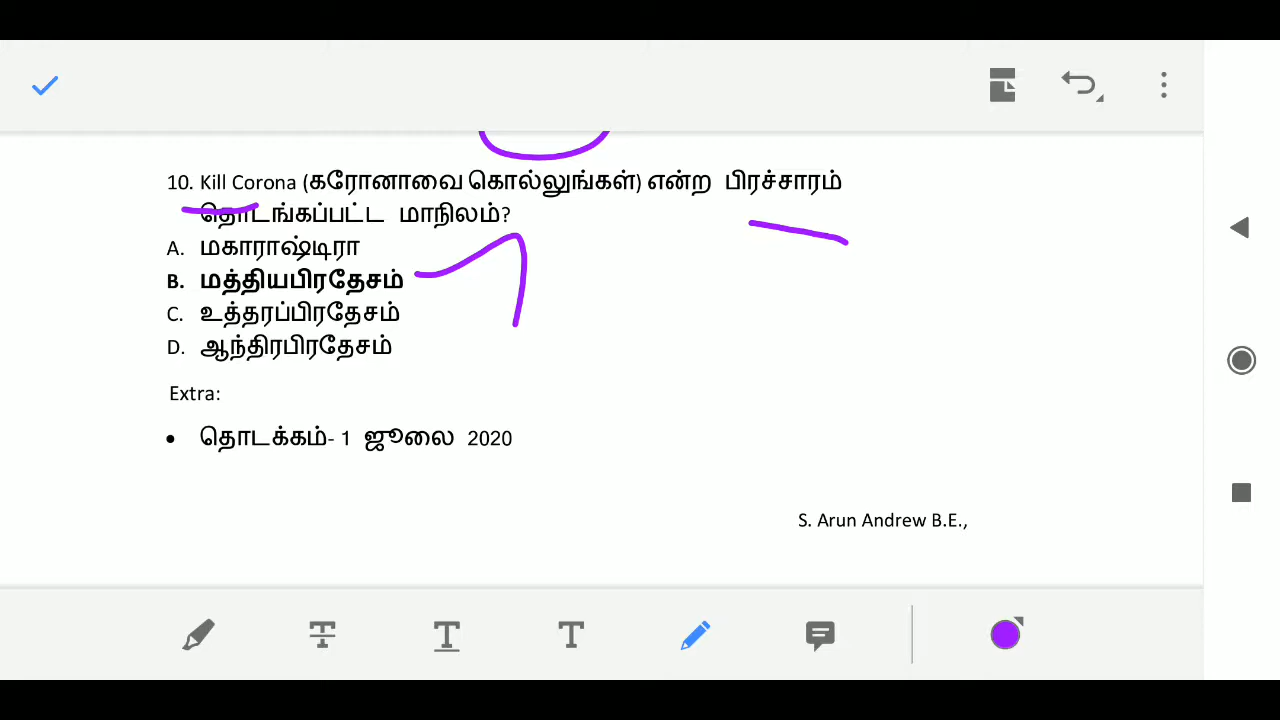 10. Kill Corona (கரோனாவை கொல்லுங்கள்) என்ற பிரச்சாரம்
தொடங்கப்பட்ட மாநிலம்?
A. மகாராஷ்டிரா
B. மத்தியபிரதேசம்
C. உத்தரப்பிரதேசம்
D. ஆந்திரபிரதேசம்
Extra:
• தொடக்கம்- 1 ஜூலை 2020
S. Arun Andrew B.E.,